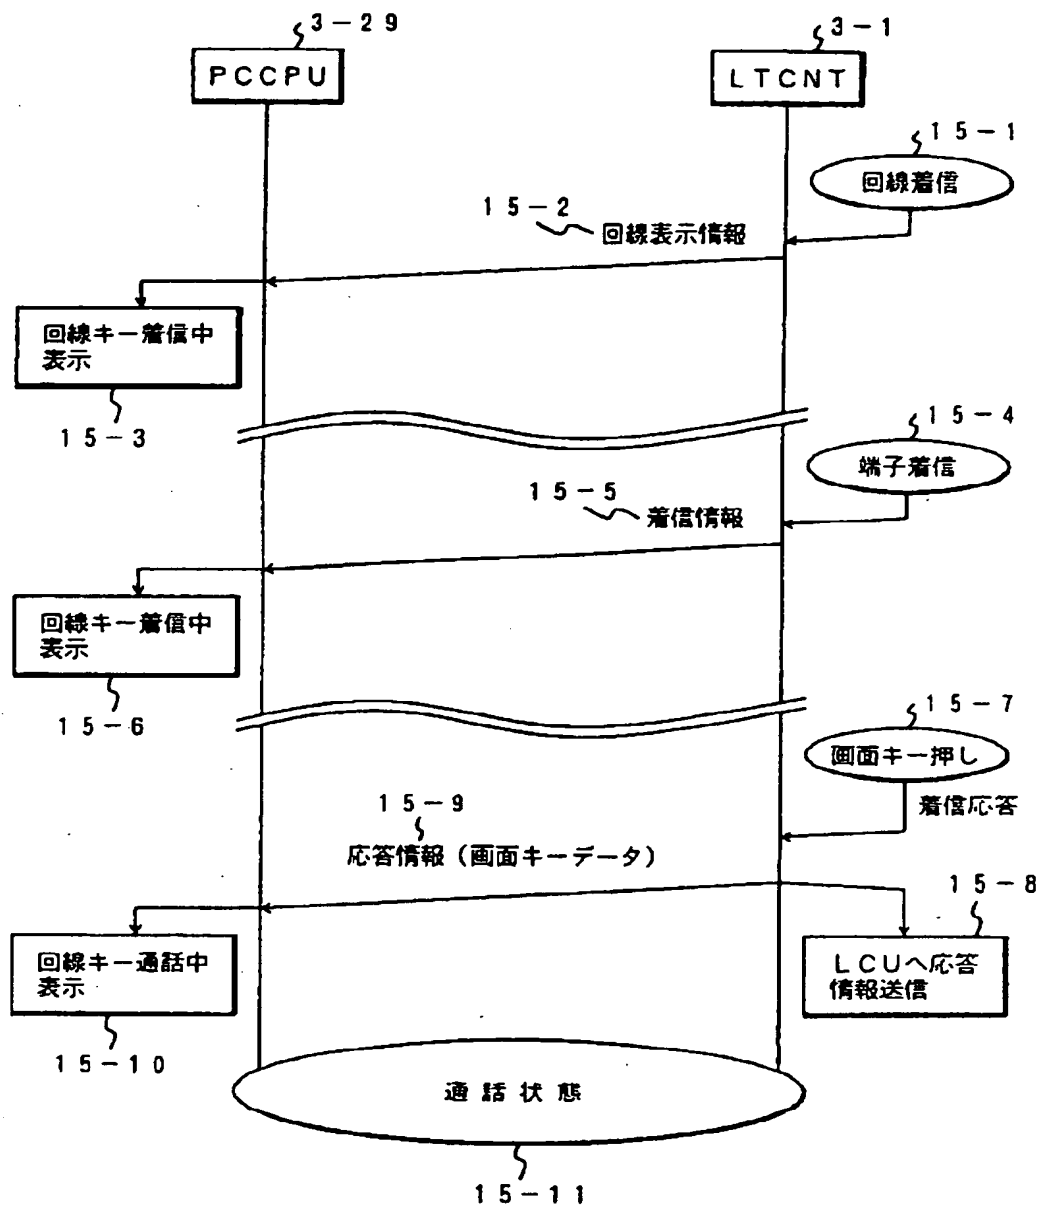 3-29
3-1
PCCPU
LTCNT
15-1
回線着信
15-2
回線表示情報
回線キー着信中
表示
15-3
15-4
端子着信
15-5
着信情報
回線キー着信中
表示
15-6
15-7
画面キー押し
着信応答
15-9
応答情報(画面キーデータ)
15-8
回線キー通話中
表示
LCUへ応答
情報送信
15-10
通話状態
15-11